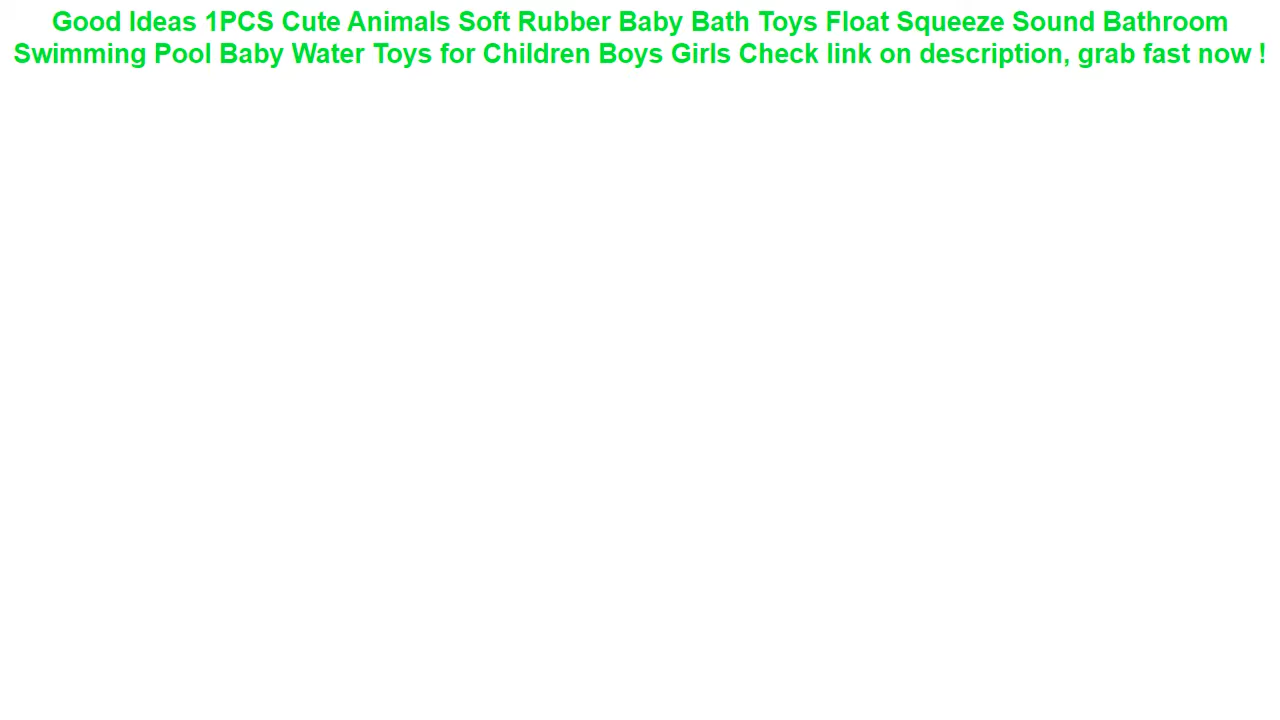 Good Ideas 1PCS Cute Animals Soft Rubber Baby Bath Toys Float Squeeze Sound Bathroom
Swimming Pool Baby Water Toys for Children Boys Girls Check link on description, grab fast now !